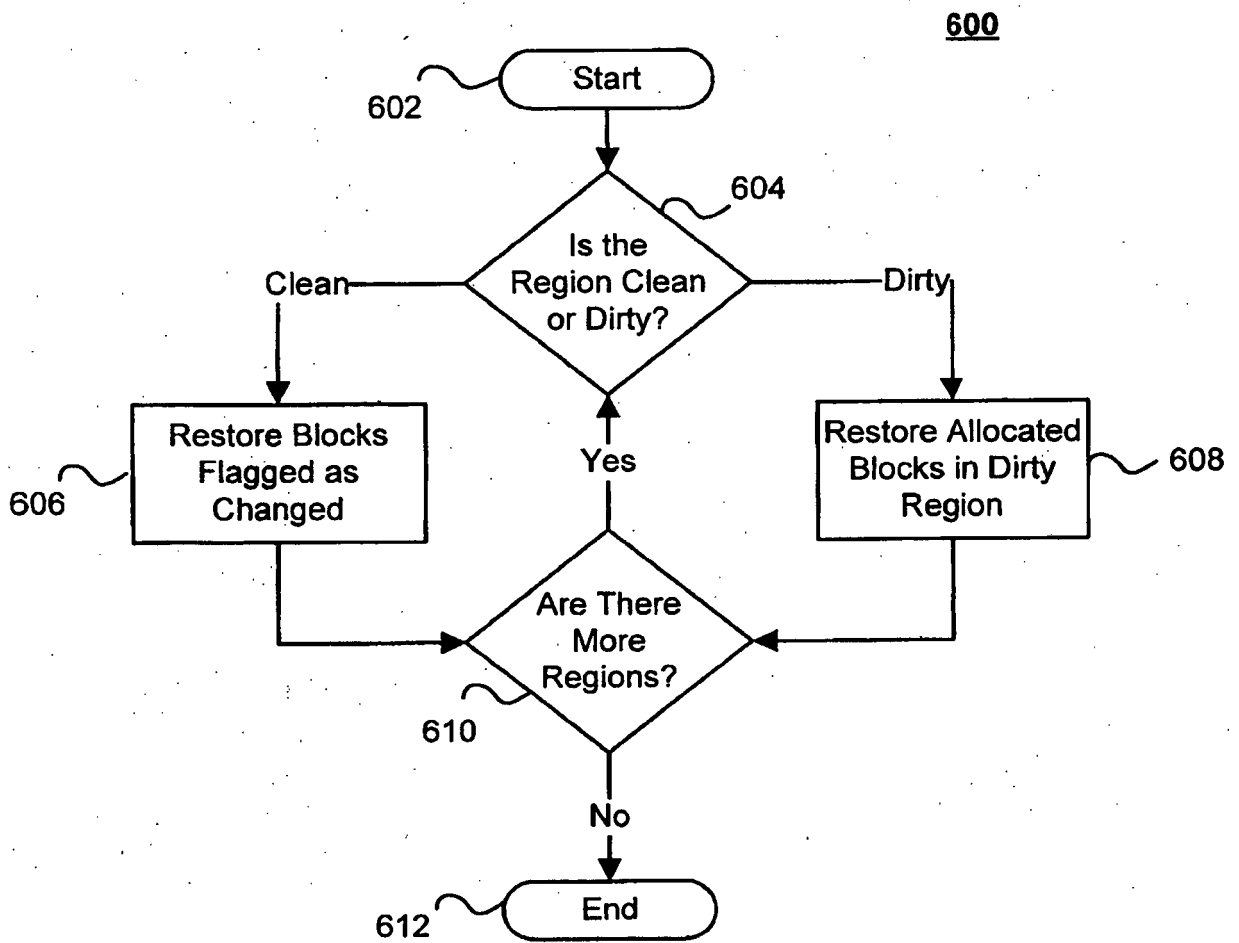 600
Start
602
604
Is the
Region Clean
or Dirty?
Clean
Dirty
Restore Blocks
Flagged as
Changed
606
Yes
Restore Allocated
Blocks in Dirty
Region
608
Are There
More
Regions?
610
No
End
612